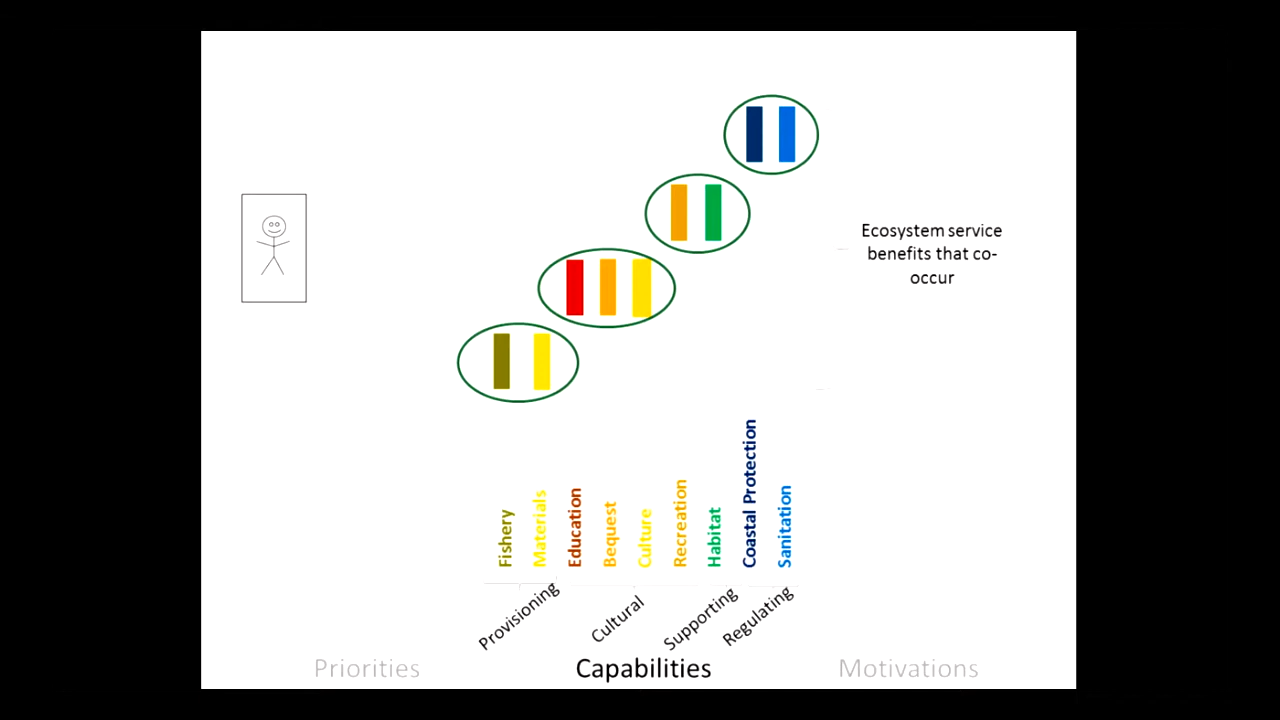 Ecosystem service
benefits that co-
occur
Fishery
Materials
Education
Bequest
Culture
Recreation
Habitat
Coastal Protection
Sanitation
Provisioning
Cultural
Supporting
Regulating
Priorities
Capabilities
Motivations